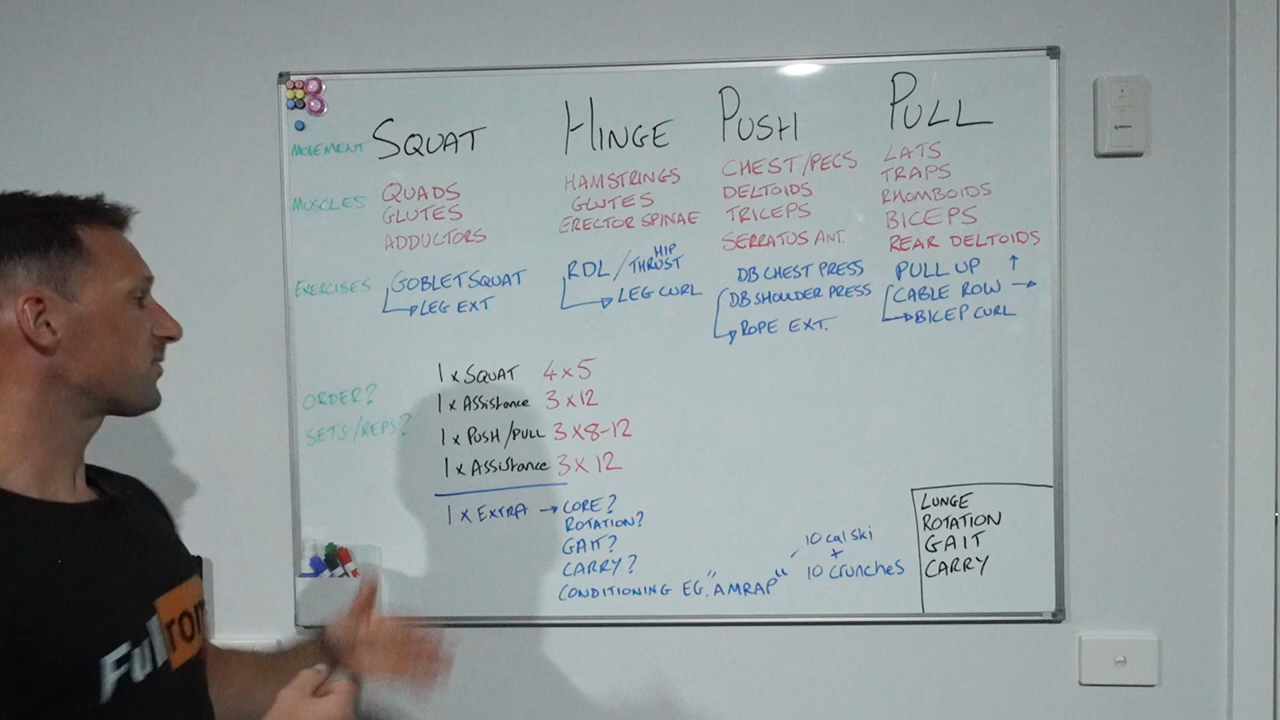 MOVEMENT SQUAT HINGE PUSH PULL
MUSCLES
QUADS
GLUTES
ADDUCTORS
HAMSTRINGS
GLUTES
ERECTOR SPINAE
CHEST/PECS
DELTOIDS
TRICEPS
SERRATUS ANT.
LATS
TRAPS
RHOMBOIDS
BICEPS
REAR DELTOIDS
EXERCISES
GOBLET SQUAT
LEG EXT
RDL / HIP THRUST
LEG CURL
DB CHEST PRESS
DB SHOULDER PRESS
ROPE EXT.
PULL UP ↑
CABLE ROW →
BICEP CURL
ORDER?
SETS/REPS?
1 x SQUAT 4 x 5
1 x Assistance 3 x 12
1 x PUSH/PULL 3 x 8-12
1 x Assistance 3 x 12
1 x EXTRA → CORE?
ROTATION?
GAIT?
CARRY?
CONDITIONING EG. "AMRAP"
10 cal ski
+
10 crunches
LUNGE
ROTATION
GAIT
CARRY